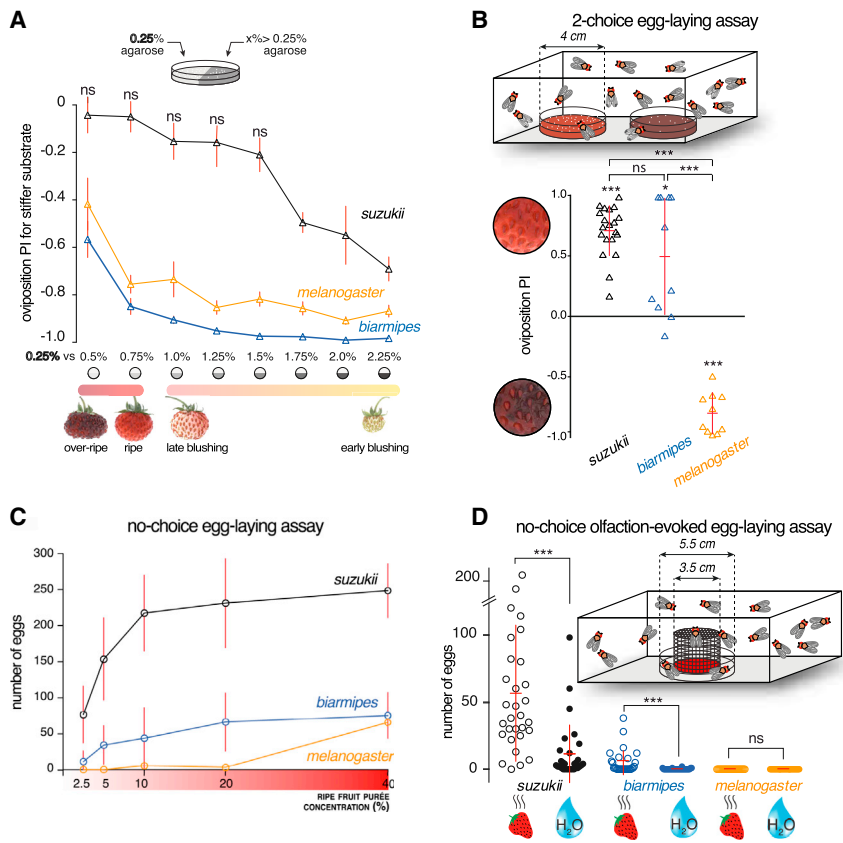 A
0.25%
agarose
x%> 0.25%
agarose
oviposition PI for stiffer substrate
0
-0.2
-0.4
-0.6
-0.8
-1.0
ns
ns
ns
ns
ns
suzukii
melanogaster
biarmipes
0.25% vs 0.5% 0.75% 1.0% 1.25% 1.5% 1.75% 2.0% 2.25%
over-ripe ripe late blushing early blushing
B
2-choice egg-laying assay
4 cm
***
ns ***
*** *
***
oviposition PI
1.0
0.5
0.0
-0.5
-1.0
suzukii
biarmipes
melanogaster
C
no-choice egg-laying assay
number of eggs
300
250
200
150
100
50
0
suzukii
biarmipes
melanogaster
2.5 5 10 20 40
RIPE FRUIT PURÉE
CONCENTRATION (%)
D
no-choice olfaction-evoked egg-laying assay
5.5 cm
3.5 cm
number of eggs
200
100
50
0
***
***
ns
suzukii biarmipes melanogaster
H2O H2O H2O